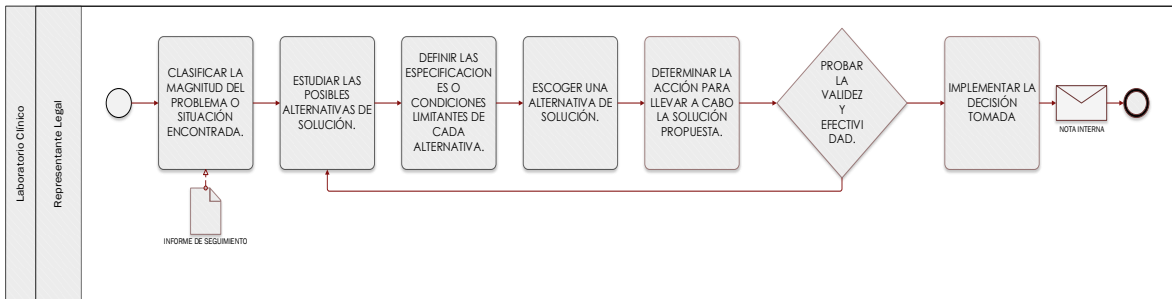 Laboratorio Clínico
Representante Legal
CLASIFICAR LA
MAGNITUD DEL
PROBLEMA O
SITUACIÓN
ENCONTRADA.
INFORME DE SEGUIMIENTO
ESTUDIAR LAS
POSIBLES
ALTERNATIVAS DE
SOLUCIÓN.
DEFINIR LAS
ESPECIFICACION
ES O
CONDICIONES
LIMITANTES DE
CADA
ALTERNATIVA.
ESCOGER UNA
ALTERNATIVA DE
SOLUCIÓN.
DETERMINAR LA
ACCIÓN PARA
LLEVAR A CABO
LA SOLUCIÓN
PROPUESTA.
PROBAR
LA
VALIDEZ
Y
EFECTIVI
DAD.
IMPLEMENTAR LA
DECISIÓN
TOMADA
NOTA INTERNA